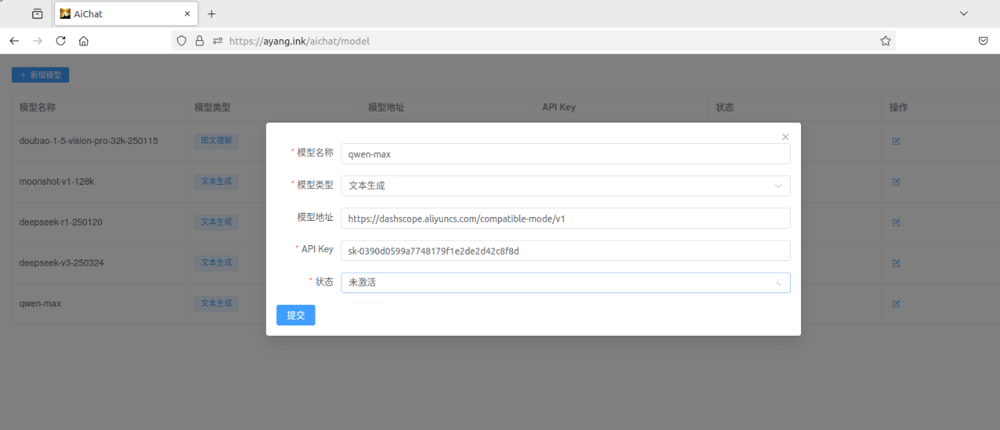 AiChat
https://ayang.ink/aichat/model
+ 新增模型
模型名称 模型类型 模型地址 API Key 状态 操作
doubao-1-5-vision-pro-32k-250115 图文理解
moonshot-v1-128k 文本生成
deepseek-r1-250120 文本生成
deepseek-v3-250324 文本生成
qwen-max 文本生成
* 模型名称 qwen-max
* 模型类型 文本生成
模型地址 https://dashscope.aliyuncs.com/compatible-mode/v1
* API Key sk-0390d0599a7748179f1e2de2d42c8f8d
* 状态 未激活
提交